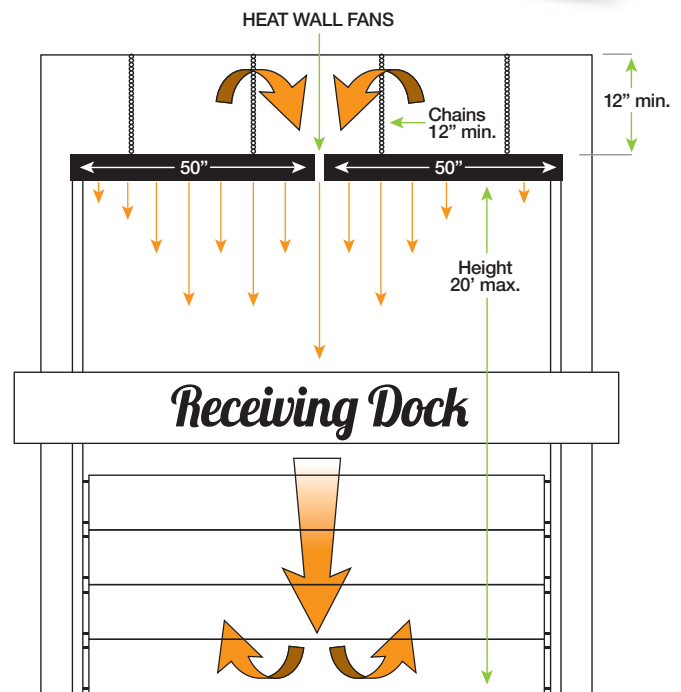 HEAT WALL FANS
12” min.
Chains
12” min.
50”
50”
Height
20’ max.
Receiving Dock